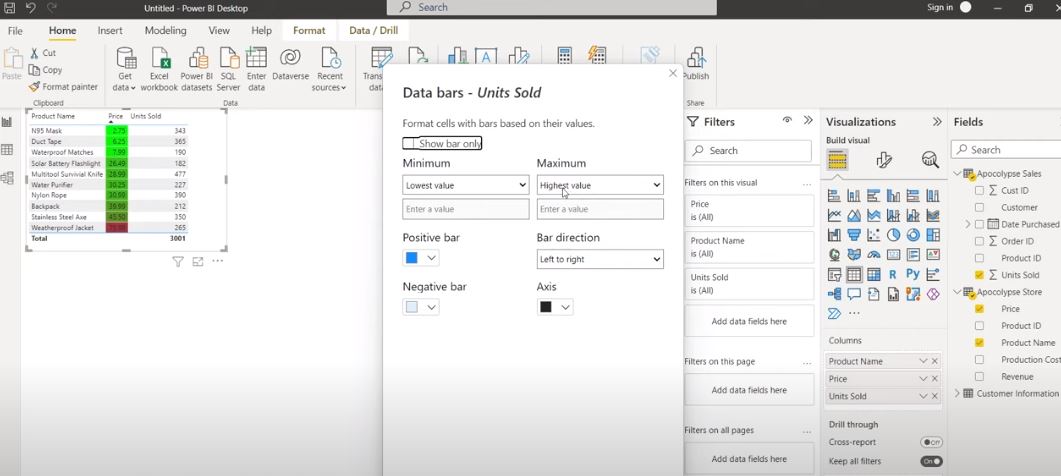 Untitled - Power BI Desktop
Search
Sign in
File
Home
Insert
Modeling
View
Help
Format
Data / Drill
Paste
Cut
Copy
Format painter
Clipboard
Get data
Excel workbook
Power BI datasets
SQL Server
Enter data
Dataverse
Recent sources
Data
Share
Product Name Price Units Sold
N95 Mask 2.75 343
Duct Tape 6.25 365
Waterproof Matches 7.99 190
Solar Battery Flashlight 26.49 182
Multitool Survivial Knife 28.99 477
Water Purifier 30.25 227
Nylon Rope 30.99 390
Backpack 39.99 212
Stainless Steel Axe 45.50 350
Weatherproof Jacket 265
Total 3001
Data bars - Units Sold
Format cells with bars based on their values.
Show bar only
Minimum
Maximum
Lowest value
Highest value
Enter a value
Enter a value
Positive bar
Bar direction
Left to right
Negative bar
Axis
Filters
Search
Filters on this visual
Price
is (All)
Product Name
is (All)
Units Sold
is (All)
Add data fields here
Filters on this page
Add data fields here
Filters on all pages
Add data fields here
Visualizations
Build visual
R
Py
Columns
Product Name
Price
Units Sold
Drill through
Cross-report
Off
Keep all filters
On
Fields
Search
Apocolypse Sales
Cust ID
Customer
Date Purchased
Order ID
Product ID
Units Sold
Apocolypse Store
Price
Product ID
Product Name
Production Cost
Revenue
Customer Information